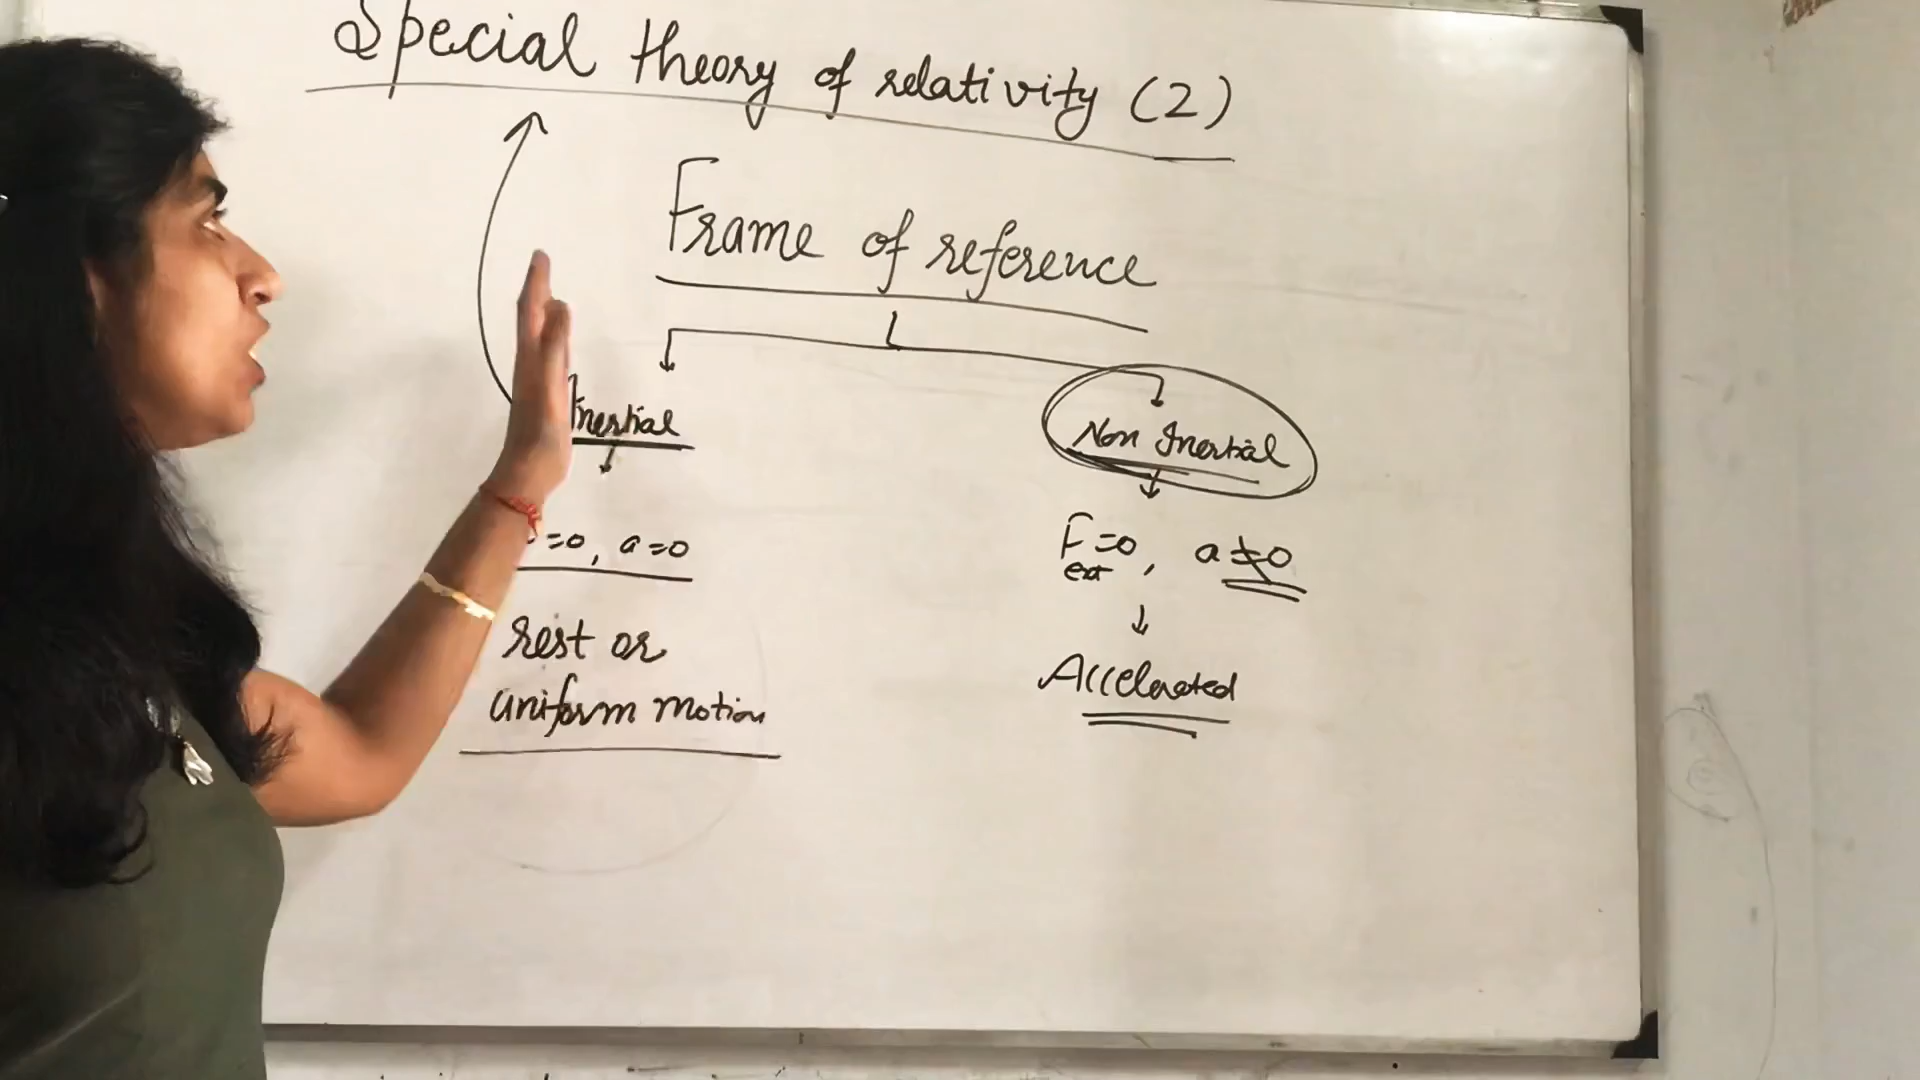 Special theory of relativity (2)
Frame of reference
Inertial
Non Inertial
=0, a=0
F=0, a≠0
ext
rest or
uniform motion
Accelerated